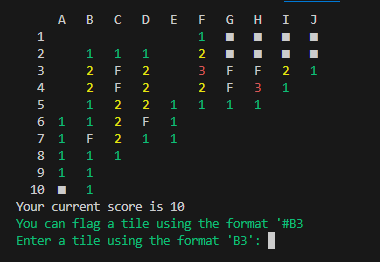 A B C D E F G H I J
1 1 ■ ■ ■ ■
2 1 1 1 2 ■ ■ ■ ■
3 2 F 2 3 F F 2 1
4 2 F 2 2 F 3 1
5 1 2 2 1 1 1 1 1
6 1 1 2 F 1
7 1 F 2 1 1
8 1 1 1
9 1 1
10 ■ 1
Your current score is 10
You can flag a tile using the format '#B3
Enter a tile using the format 'B3':